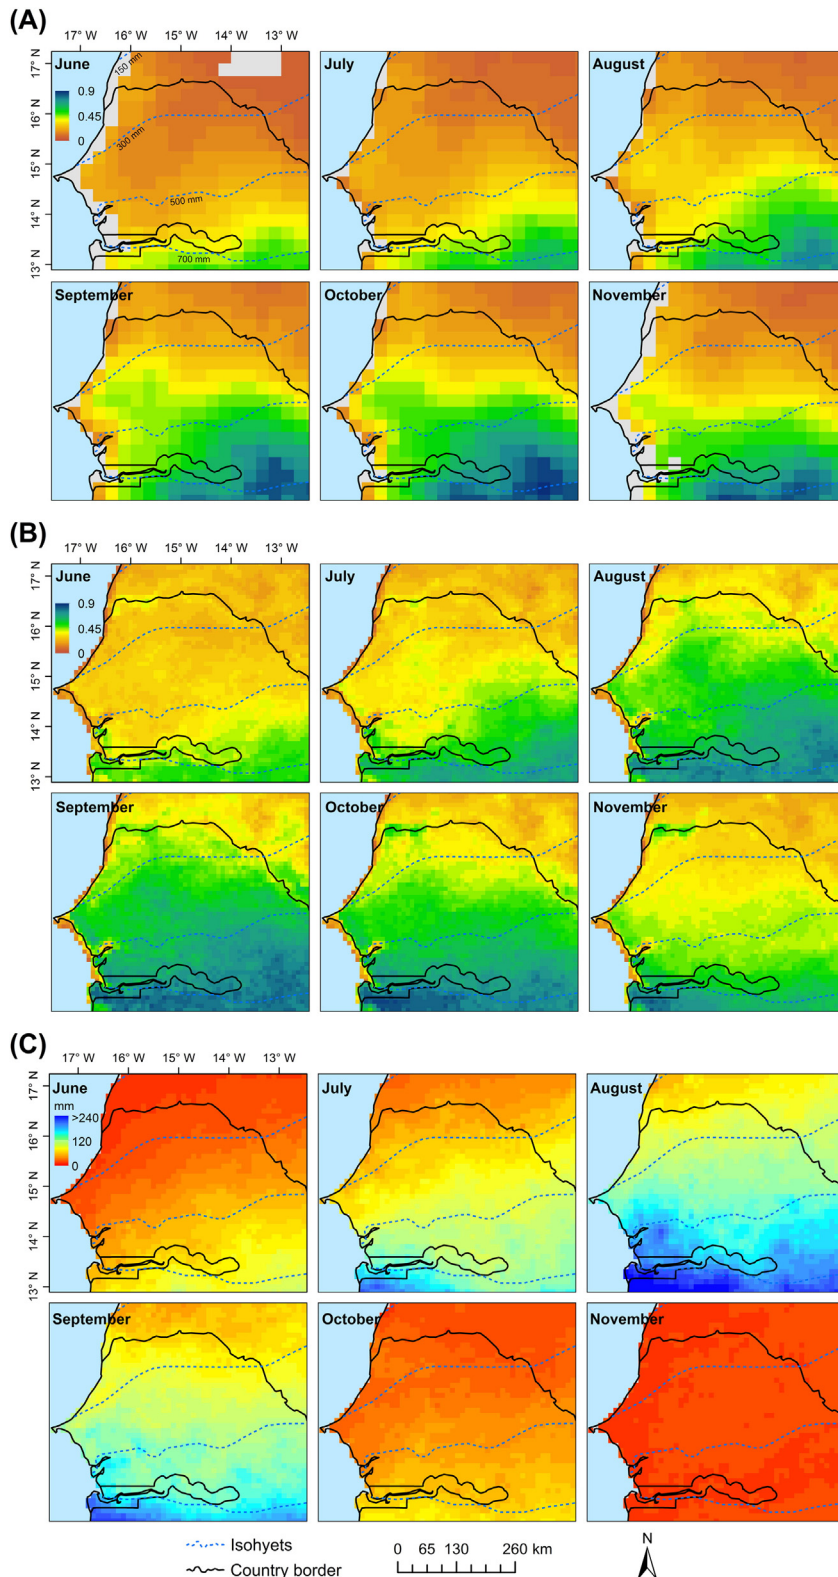 (A)
17° W 16° W 15° W 14° W 13° W
17° N
16° N
15° N
14° N
13° N
June
0.9
0.45
0
150 mm
300 mm
500 mm
700 mm
July
August
September
October
November
(B)
17° W 16° W 15° W 14° W 13° W
17° N
16° N
15° N
14° N
13° N
June
0.9
0.45
0
July
August
September
October
November
(C)
17° W 16° W 15° W 14° W 13° W
17° N
16° N
15° N
14° N
13° N
June
mm
>240
120
0
July
August
September
October
November
Isohyets
Country border
0 65 130 260 km
N